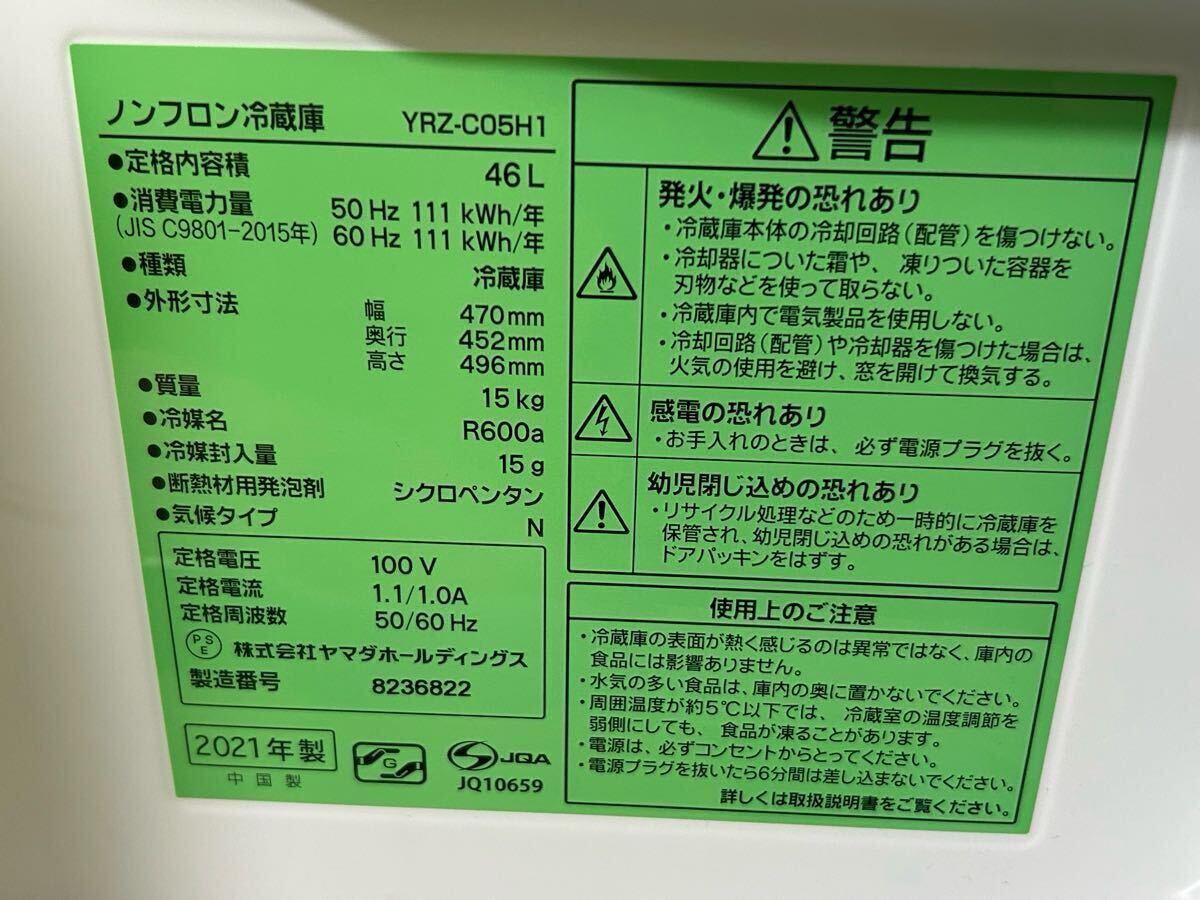 ノンフロン冷蔵庫 YRZ-C05H1
●定格内容積 46 L
●消費電力量 50 Hz 111 kWh/年
(JIS C9801-2015年) 60 Hz 111 kWh/年
●種類 冷蔵庫
●外形寸法 幅 470 mm
奥行 452 mm
高さ 496 mm
●質量 15 kg
●冷媒名 R600a
●冷媒封入量 15 g
●断熱材用発泡剤 シクロペンタン
●気候タイプ N
定格電圧 100 V
定格電流 1.1/1.0A
定格周波数 50/60 Hz
PSE 株式会社ヤマダホールディングス
製造番号 8236822
2021年製
中国製
G
JQA
JQ10659
警告
発火・爆発の恐れあり
・冷蔵庫本体の冷却回路(配管)を傷つけない。
・冷却器についた霜や、凍りついた容器を
刃物などを使って取らない。
・冷蔵庫内で電気製品を使用しない。
・冷却回路(配管)や冷却器を傷つけた場合は、
火気の使用を避け、窓を開けて換気する。
感電の恐れあり
・お手入れのときは、必ず電源プラグを抜く。
幼児閉じ込めの恐れあり
・リサイクル処理などのため一時的に冷蔵庫を
保管され、幼児閉じ込めの恐れがある場合は、
ドアパッキンをはずす。
使用上のご注意
・冷蔵庫の表面が熱く感じるのは異常ではなく、庫内の
食品には影響ありません。
・水気の多い食品は、庫内の奥に置かないでください。
・周囲温度が約5℃以下では、冷蔵室の温度調節を
弱側にしても、食品が凍ることがあります。
・電源は、必ずコンセントからとってください。
・電源プラグを抜いたら6分間は差し込まないでください。
詳しくは取扱説明書をご覧ください。